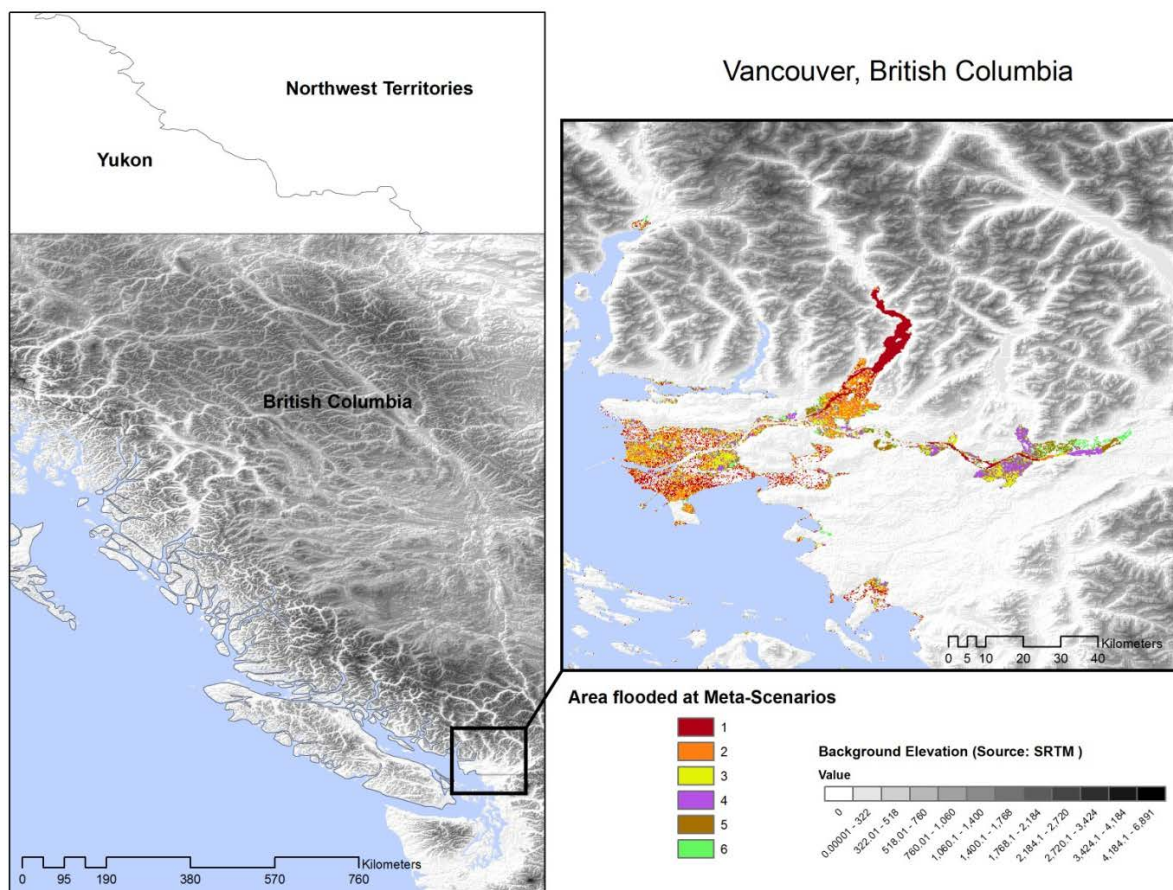 Northwest Territories
Yukon
British Columbia
Kilometers
0 95 190 380 570 760
Vancouver, British Columbia
Kilometers
0 5 10 20 30 40
Area flooded at Meta-Scenarios
1
2
3
4
5
6
Background Elevation (Source: SRTM )
Value
0
0.00001 - 322
322.01 - 518
518.01 - 760
760.01 - 1,060
1,060.1 - 1,400
1,400.1 - 1,768
1,768.1 - 2,184
2,184.1 - 2,720
2,720.1 - 3,424
3,424.1 - 4,184
4,184.1 - 6,891